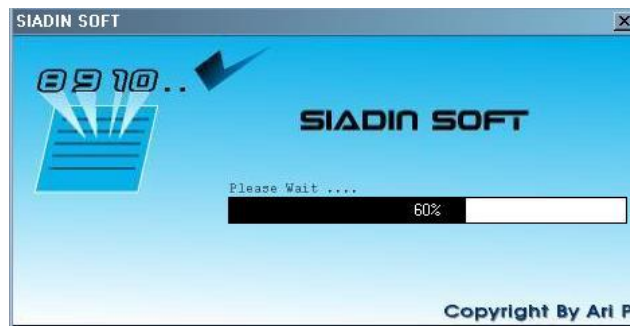 SIADIN SOFT
8 9 10..
SIADIN SOFT
Please Wait ....
60%
Copyright By Ari P